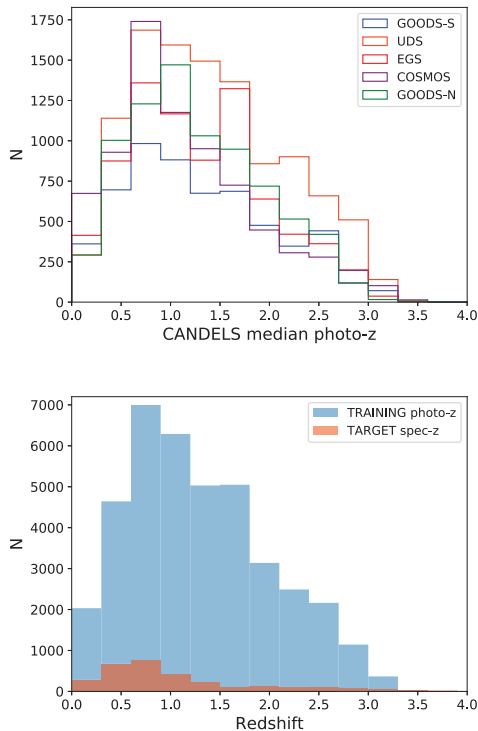 1750
1500
1250
1000
750
500
250
0
N
GOODS-S
UDS
EGS
COSMOS
GOODS-N
0.0 0.5 1.0 1.5 2.0 2.5 3.0 3.5 4.0
CANDELS median photo-z
7000
6000
5000
4000
3000
2000
1000
0
N
TRAINING photo-z
TARGET spec-z
0.0 0.5 1.0 1.5 2.0 2.5 3.0 3.5 4.0
Redshift